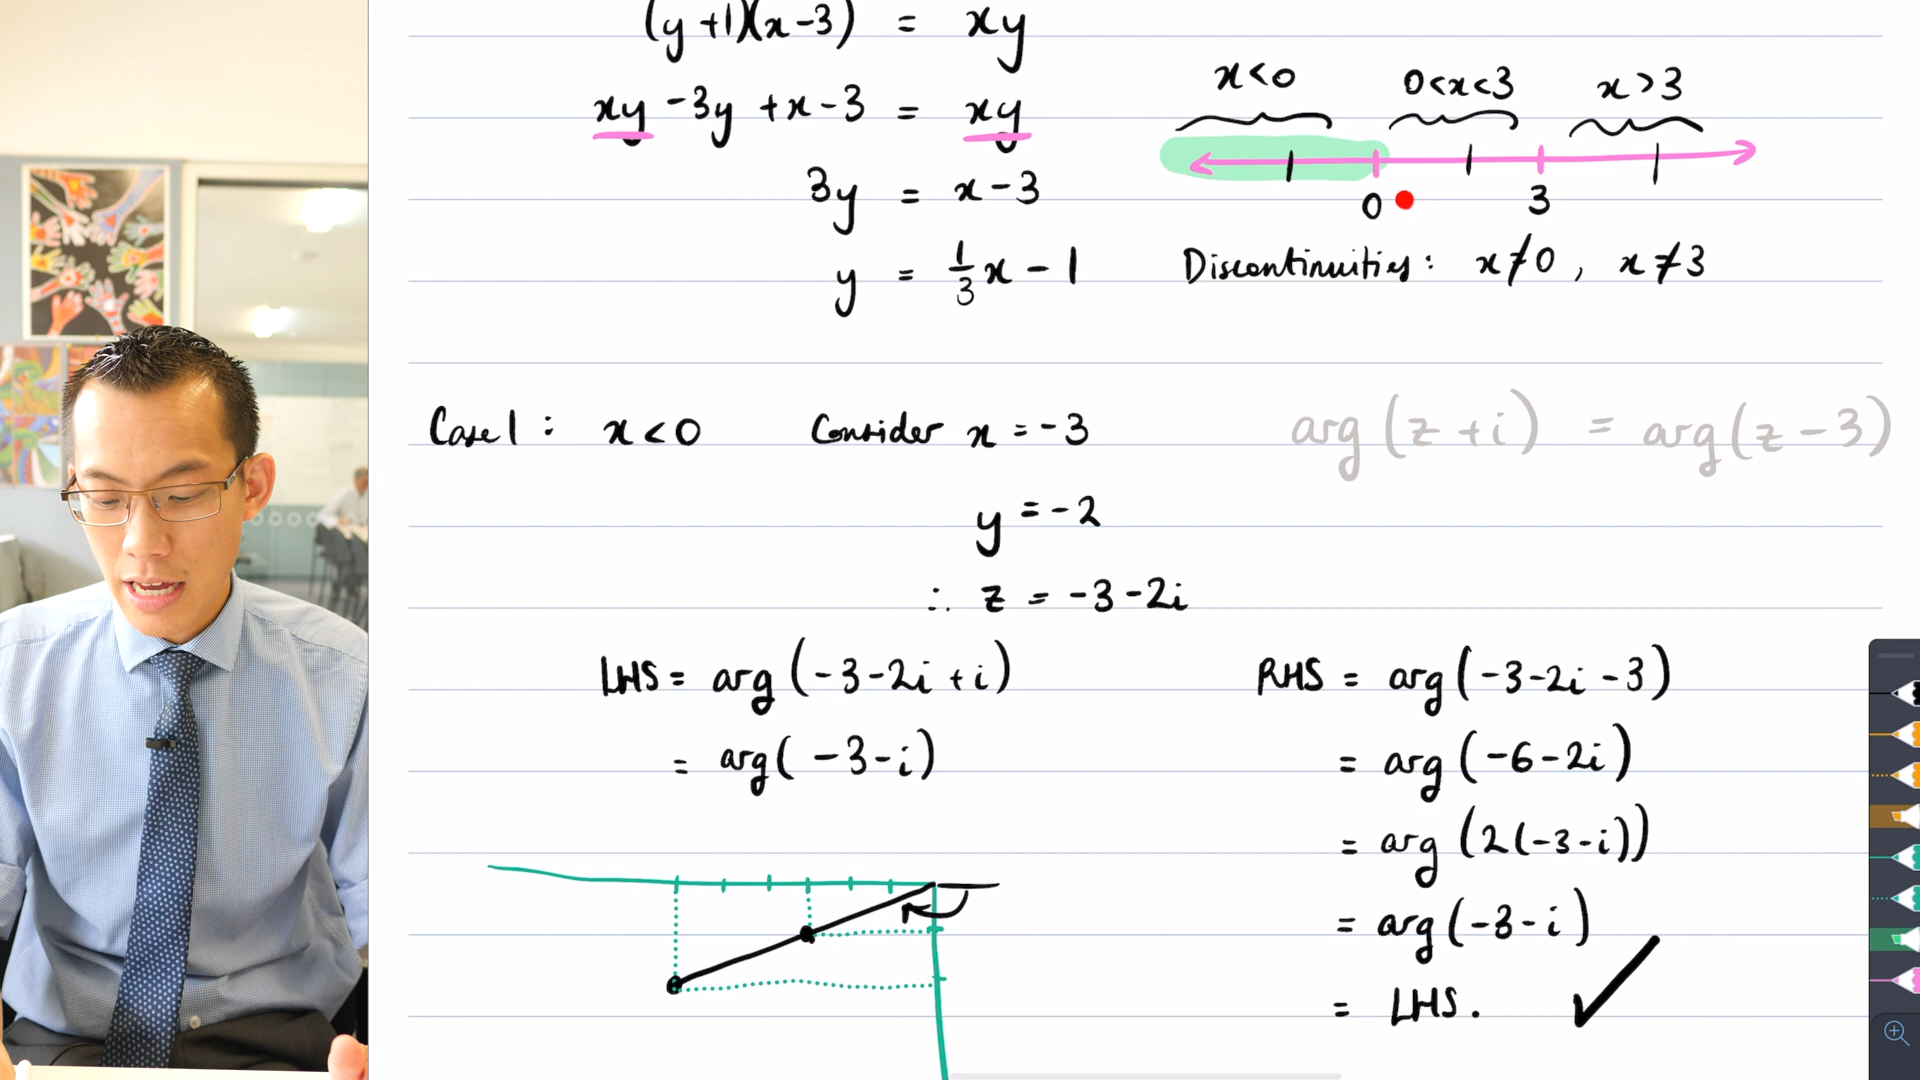 (y+1)(x-3) = xy
xy -3y +x-3 = xy
3y = x-3
y = 1/3 x - 1
x<0 0<x<3 x>3
0 3
Discontinuities: x≠0, x≠3
Case 1: x<0 Consider x = -3 arg(z+i) = arg(z-3)
y = -2
∴ z = -3-2i
LHS = arg(-3-2i+i) RHS = arg(-3-2i-3)
= arg(-3-i) = arg(-6-2i)
= arg(2(-3-i))
= arg(-3-i)
= LHS.